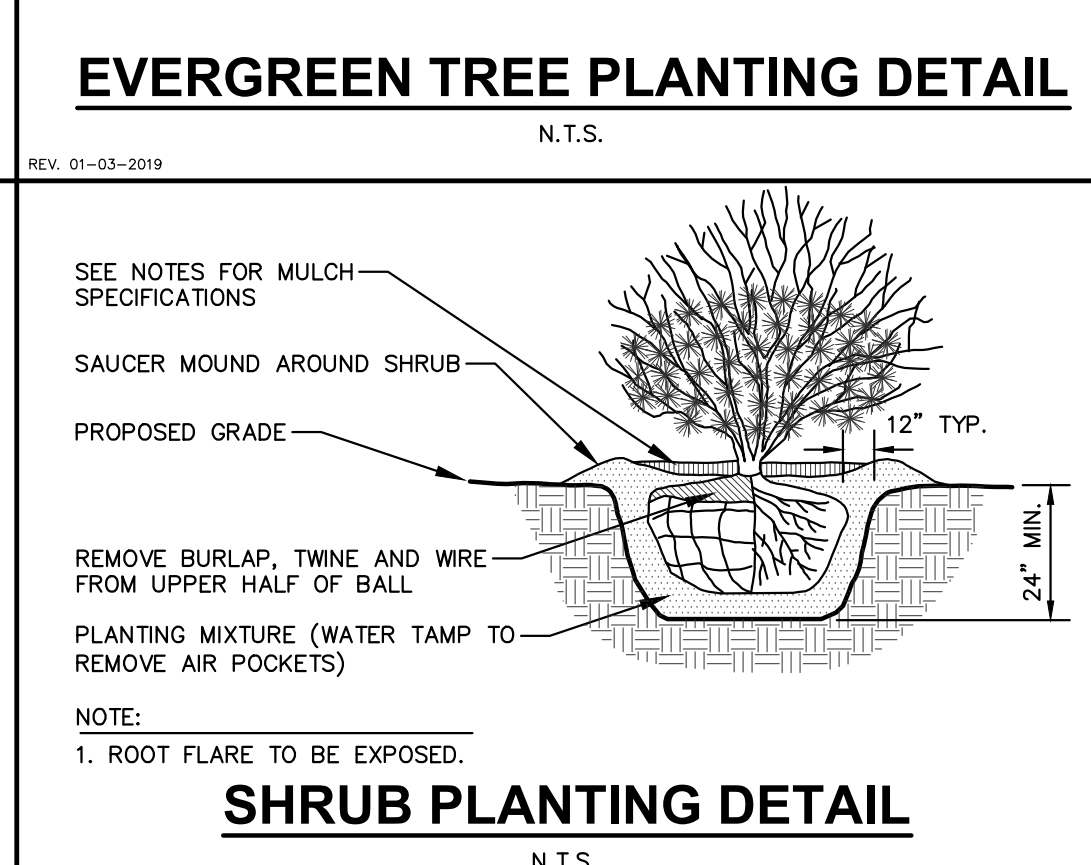 EVERGREEN TREE PLANTING DETAIL
N.T.S.
REV. 01-03-2019
SEE NOTES FOR MULCH
SPECIFICATIONS
SAUCER MOUND AROUND SHRUB
PROPOSED GRADE
12" TYP.
24" MIN.
REMOVE BURLAP, TWINE AND WIRE
FROM UPPER HALF OF BALL
PLANTING MIXTURE (WATER TAMP TO
REMOVE AIR POCKETS)
NOTE:
1. ROOT FLARE TO BE EXPOSED.
SHRUB PLANTING DETAIL
N.T.S.